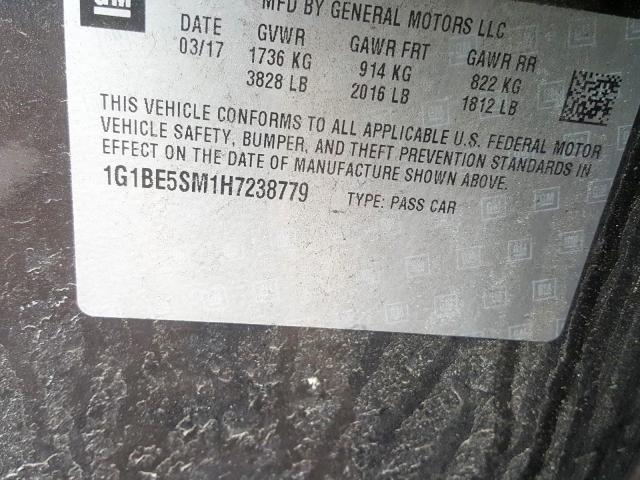 GM
MFD BY GENERAL MOTORS LLC
DATE GVWR GAWR FRT GAWR RR
03/17 1736 KG 914 KG 822 KG
3828 LB 2016 LB 1812 LB
THIS VEHICLE CONFORMS TO ALL APPLICABLE U.S. FEDERAL MOTOR
VEHICLE SAFETY, BUMPER, AND THEFT PREVENTION STANDARDS IN
EFFECT ON THE DATE OF MANUFACTURE SHOWN ABOVE.
1G1BE5SM1H7238779 TYPE: PASS CAR